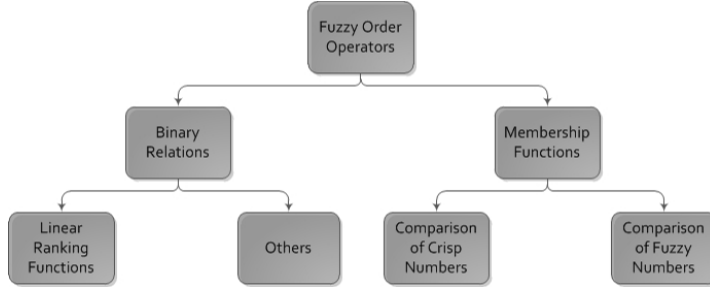 Fuzzy Order
Operators
Binary
Relations
Membership
Functions
Linear
Ranking
Functions
Others
Comparison
of Crisp
Numbers
Comparison
of Fuzzy
Numbers